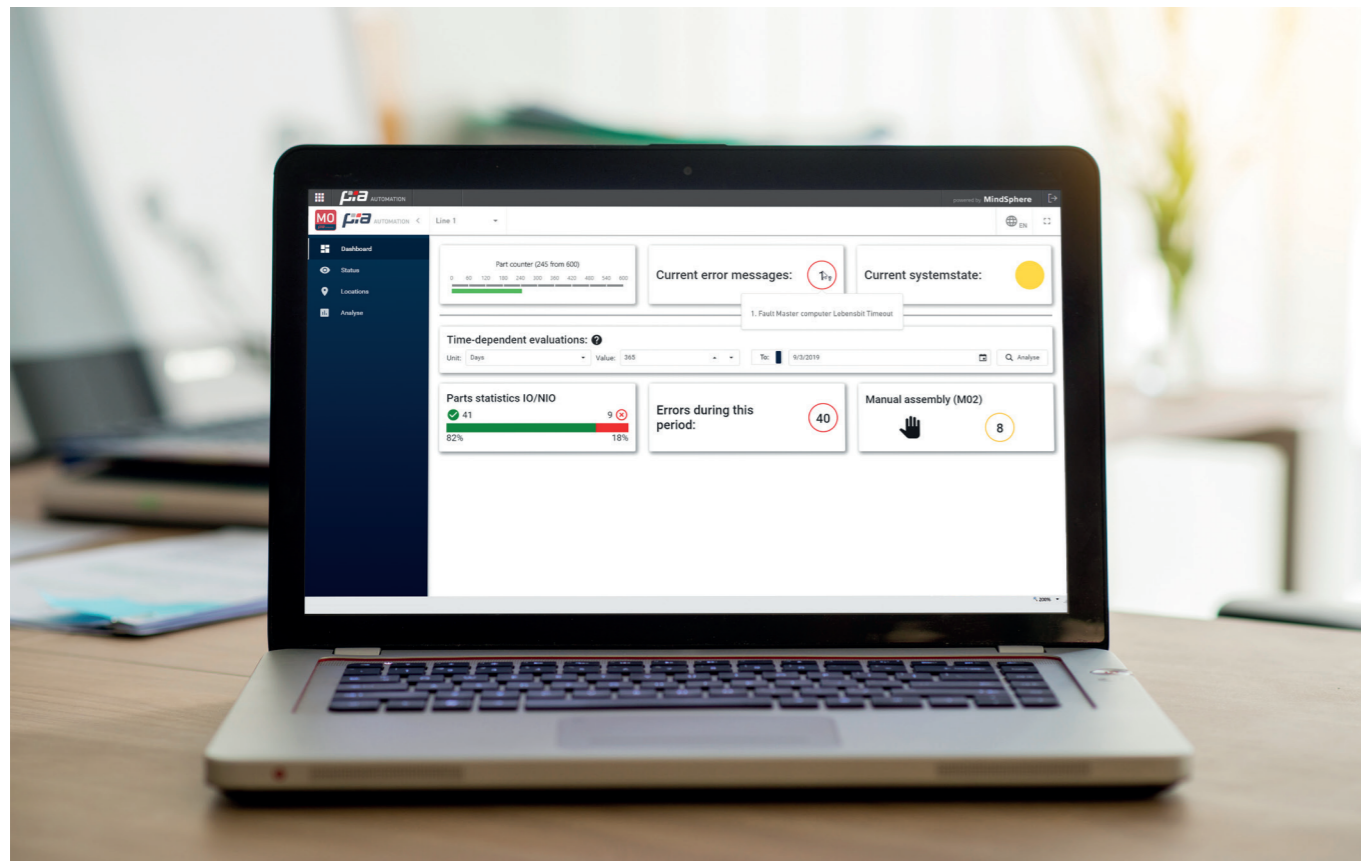 pia AUTOMATION
powered by MindSphere
MO pia AUTOMATION
Line 1
EN
Dashboard
Status
Locations
Analyse
Part counter (245 from 600)
0 60 120 180 240 300 360 420 480 540 600
Current error messages: 1
Current systemstate:
1. Fault Master computer Lebensbit Timeout
Time-dependent evaluations: ?
Unit: Days Value: 365 To: 9/3/2019 Analyse
Parts statistics IO/NIO
41 9
82% 18%
Errors during this
period:
40
Manual assembly (M02)
8
200%